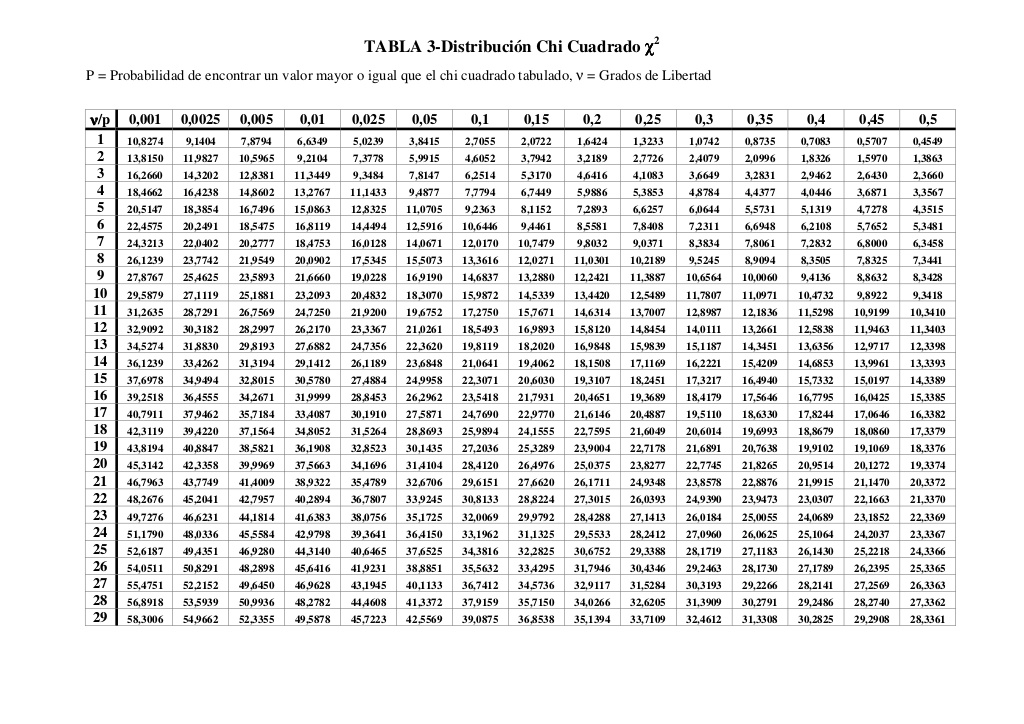 TABLA 3-Distribución Chi Cuadrado χ²
P = Probabilidad de encontrar un valor mayor o igual que el chi cuadrado tabulado, ν = Grados de Libertad
ν/p 0,001 0,0025 0,005 0,01 0,025 0,05 0,1 0,15 0,2 0,25 0,3 0,35 0,4 0,45 0,5
1 10,8274 9,1404 7,8794 6,6349 5,0239 3,8415 2,7055 2,0722 1,6424 1,3233 1,0742 0,8735 0,7083 0,5707 0,4549
2 13,8150 11,9827 10,5965 9,2104 7,3778 5,9915 4,6052 3,7942 3,2189 2,7726 2,4079 2,0996 1,8326 1,5970 1,3863
3 16,2660 14,3202 12,8381 11,3449 9,3484 7,8147 6,2514 5,3170 4,6416 4,1083 3,6649 3,2831 2,9462 2,6430 2,3660
4 18,4662 16,4238 14,8602 13,2767 11,1433 9,4877 7,7794 6,7449 5,9886 5,3853 4,8784 4,4377 4,0446 3,6871 3,3567
5 20,5147 18,3854 16,7496 15,0863 12,8325 11,0705 9,2363 8,1152 7,2893 6,6257 6,0644 5,5731 5,1319 4,7278 4,3515
6 22,4575 20,2491 18,5475 16,8119 14,4494 12,5916 10,6446 9,4461 8,5581 7,8408 7,2311 6,6948 6,2108 5,7652 5,3481
7 24,3213 22,0402 20,2777 18,4753 16,0128 14,0671 12,0170 10,7479 9,8032 9,0371 8,3834 7,8061 7,2832 6,8000 6,3458
8 26,1239 23,7742 21,9549 20,0902 17,5345 15,5073 13,3616 12,0271 11,0301 10,2189 9,5245 8,9094 8,3505 7,8325 7,3441
9 27,8767 25,4625 23,5893 21,6660 19,0228 16,9190 14,6837 13,2880 12,2421 11,3887 10,6564 10,0060 9,4136 8,8632 8,3428
10 29,5879 27,1119 25,1881 23,2093 20,4832 18,3070 15,9872 14,5339 13,4420 12,5489 11,7807 11,0971 10,4732 9,8922 9,3418
11 31,2635 28,7291 26,7569 24,7250 21,9200 19,6752 17,2750 15,7671 14,6314 13,7007 12,8987 12,1836 11,5298 10,9199 10,3410
12 32,9092 30,3182 28,2997 26,2170 23,3367 21,0261 18,5493 16,9893 15,8120 14,8454 14,0111 13,2661 12,5838 11,9463 11,3403
13 34,5274 31,8830 29,8193 27,6882 24,7356 22,3620 19,8119 18,2020 16,9848 15,9839 15,1187 14,3451 13,6356 12,9717 12,3398
14 36,1239 33,4262 31,3194 29,1412 26,1189 23,6848 21,0641 19,4062 18,1508 17,1169 16,2221 15,4209 14,6853 13,9961 13,3393
15 37,6978 34,9494 32,8015 30,5780 27,4884 24,9958 22,3071 20,6030 19,3107 18,2451 17,3217 16,4940 15,7332 15,0197 14,3389
16 39,2518 36,4555 34,2671 31,9999 28,8453 26,2962 23,5418 21,7931 20,4651 19,3689 18,4179 17,5646 16,7795 16,0425 15,3385
17 40,7911 37,9462 35,7184 33,4087 30,1910 27,5871 24,7690 22,9770 21,6146 20,4887 19,5110 18,6330 17,8244 17,0646 16,3382
18 42,3119 39,4220 37,1564 34,8052 31,5264 28,8693 25,9894 24,1555 22,7595 21,6049 20,6014 19,6993 18,8679 18,0860 17,3379
19 43,8194 40,8847 38,5821 36,1908 32,8523 30,1435 27,2036 25,3289 23,9004 22,7178 21,6891 20,7638 19,9102 19,1069 18,3376
20 45,3142 42,3358 39,9969 37,5663 34,1696 31,4104 28,4120 26,4976 25,0375 23,8277 22,7745 21,8265 20,9514 20,1272 19,3374
21 46,7963 43,7749 41,4009 38,9322 35,4789 32,6706 29,6151 27,6620 26,1711 24,9348 23,8578 22,8876 21,9915 21,1470 20,3372
22 48,2676 45,2041 42,7957 40,2894 36,7807 33,9245 30,8133 28,8224 27,3015 26,0393 24,9390 23,9473 23,0307 22,1663 21,3370
23 49,7276 46,6231 44,1814 41,6383 38,0756 35,1725 32,0069 29,9792 28,4288 27,1413 26,0184 25,0055 24,0689 23,1852 22,3369
24 51,1790 48,0336 45,5584 42,9798 39,3641 36,4150 33,1962 31,1325 29,5533 28,2412 27,0960 26,0625 25,1064 24,2037 23,3367
25 52,6187 49,4351 46,9280 44,3140 40,6465 37,6525 34,3816 32,2825 30,6752 29,3388 28,1719 27,1183 26,1430 25,2218 24,3366
26 54,0511 50,8291 48,2898 45,6416 41,9231 38,8851 35,5632 33,4295 31,7946 30,4346 29,2463 28,1730 27,1789 26,2395 25,3365
27 55,4751 52,2152 49,6450 46,9628 43,1945 40,1133 36,7412 34,5736 32,9117 31,5284 30,3193 29,2266 28,2141 27,2569 26,3363
28 56,8918 53,5939 50,9936 48,2782 44,4608 41,3372 37,9159 35,7150 34,0266 32,6205 31,3909 30,2791 29,2486 28,2740 27,3362
29 58,3006 54,9662 52,3355 49,5878 45,7223 42,5569 39,0875 36,8538 35,1394 33,7109 32,4612 31,3308 30,2825 29,2908 28,3361